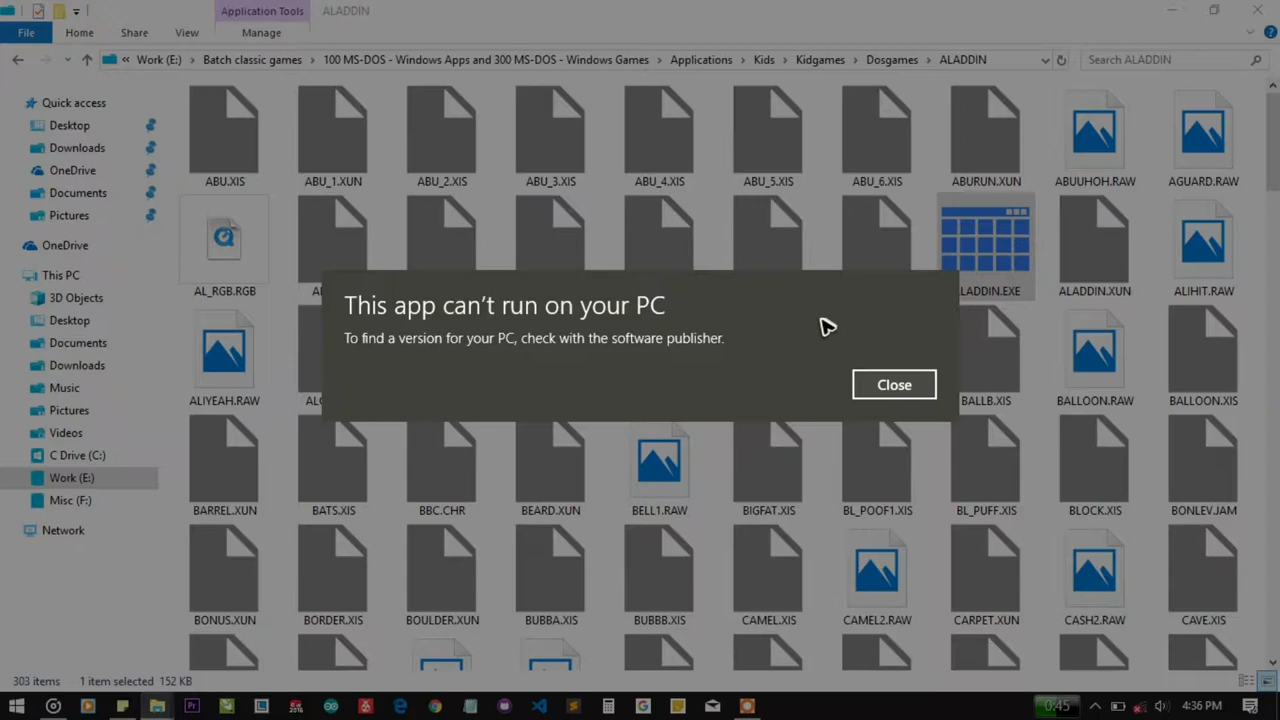 Application Tools ALADDIN
File Home Share View Manage
« Work (E:) > Batch classic games > 100 MS-DOS - Windows Apps and 300 MS-DOS - Windows Games > Applications > Kids > Kidgames > Dosgames > ALADDIN Search ALADDIN
Quick access
Desktop
Downloads
OneDrive
Documents
Pictures
OneDrive
This PC
3D Objects
Desktop
Documents
Downloads
Music
Pictures
Videos
C Drive (C:)
Work (E:)
Misc (F:)
Network
ABU.XIS ABU_1.XUN ABU_2.XIS ABU_3.XIS ABU_4.XIS ABU_5.XIS ABU_6.XIS ABURUN.XUN ABUUHOH.RAW AGUARD.RAW
AL_RGB.RGB LADDIN.EXE ALADDIN.XUN ALIHIT.RAW
This app can't run on your PC
To find a version for your PC, check with the software publisher.
Close
ALIYEAH.RAW BALLB.XIS BALLOON.RAW BALLOON.XIS
BARREL.XUN BATS.XIS BBC.CHR BEARD.XUN BELL1.RAW BIGFAT.XIS BL_POOF1.XIS BL_PUFF.XIS BLOCK.XIS BONLEV.JAM
BONUS.XUN BORDER.XIS BOULDER.XUN BUBBA.XIS BUBBB.XIS CAMEL.XIS CAMEL2.RAW CARPET.XUN CASH2.RAW CAVE.XIS
303 items 1 item selected 152 KB
0:45 4:36 PM